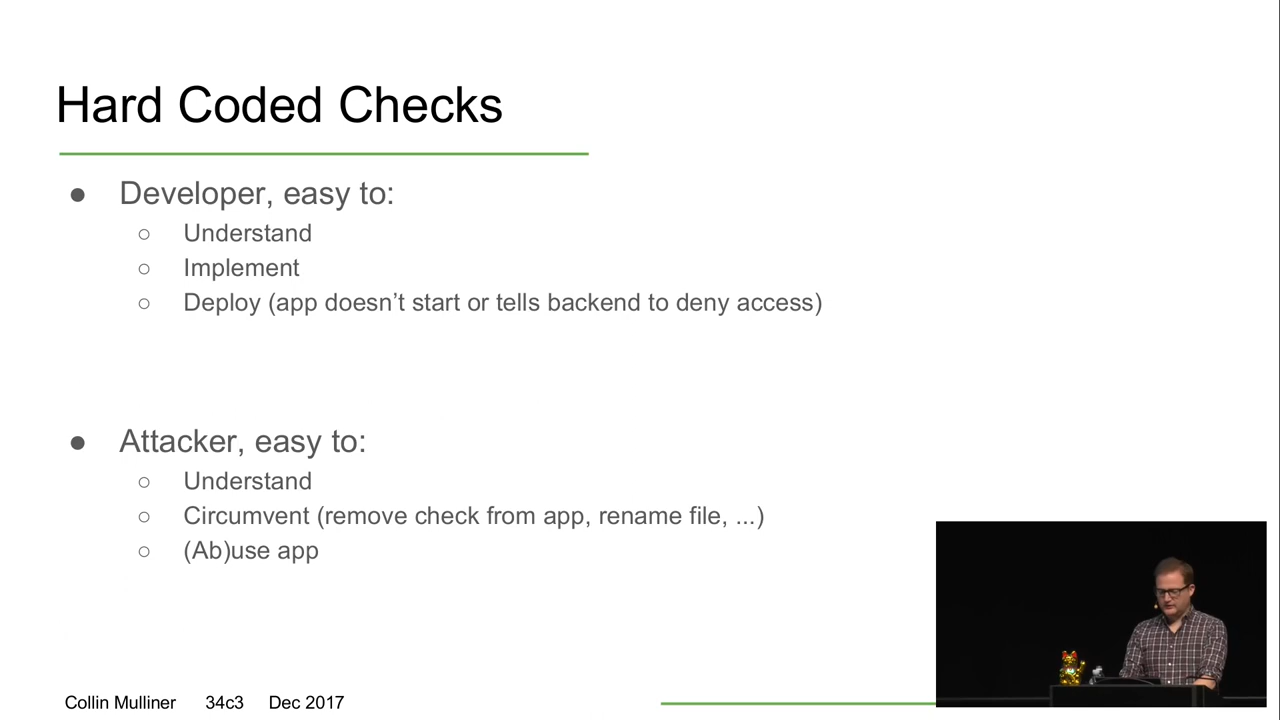 Hard Coded Checks
● Developer, easy to:
○ Understand
○ Implement
○ Deploy (app doesn’t start or tells backend to deny access)
● Attacker, easy to:
○ Understand
○ Circumvent (remove check from app, rename file, ...)
○ (Ab)use app
Collin Mulliner 34c3 Dec 2017